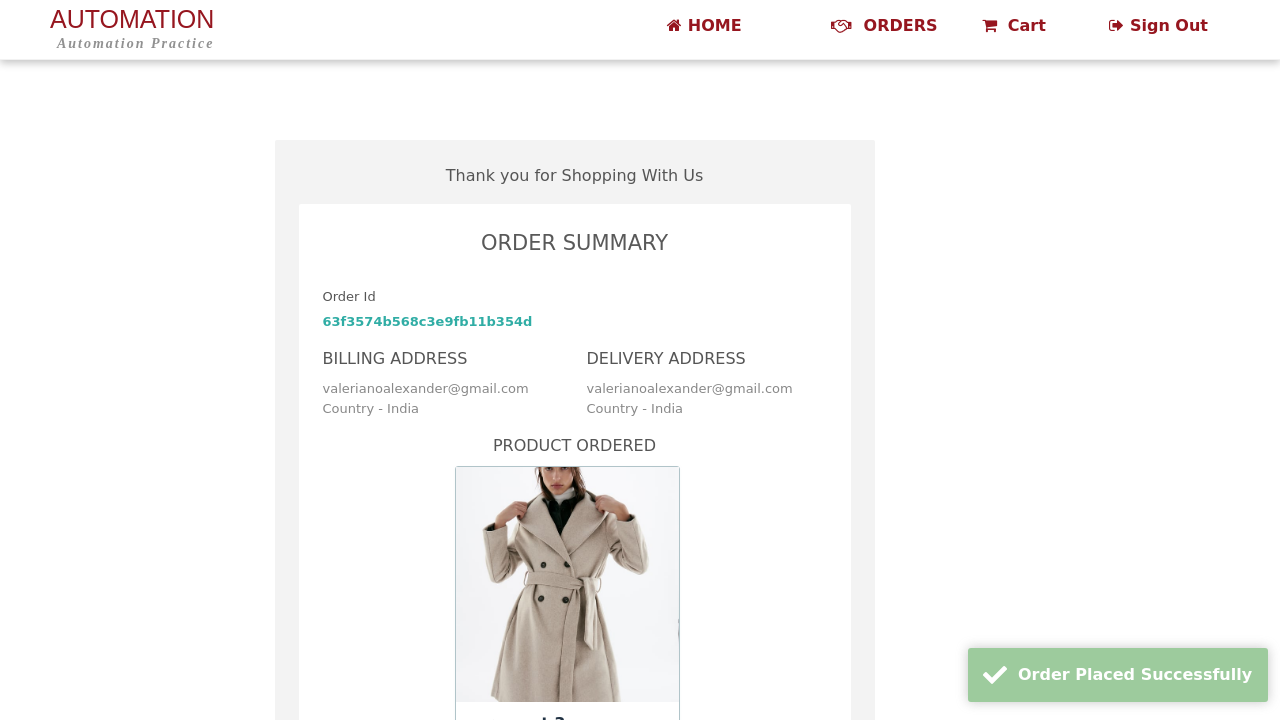 AUTOMATION
Automation Practice
HOME
ORDERS
Cart
Sign Out
Thank you for Shopping With Us
ORDER SUMMARY
Order Id
63f3574b568c3e9fb11b354d
BILLING ADDRESS
valerianoalexander@gmail.com
Country - India
DELIVERY ADDRESS
valerianoalexander@gmail.com
Country - India
PRODUCT ORDERED
Order Placed Successfully